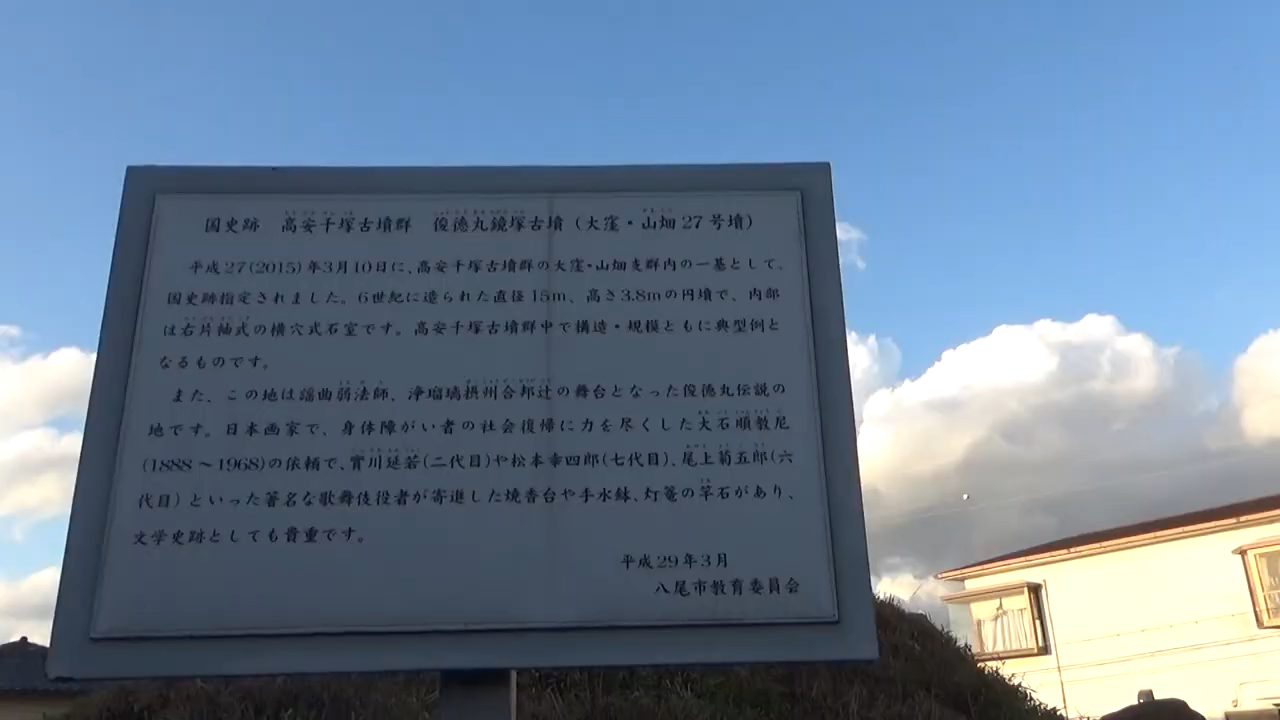 国史跡 高安千塚古墳群 俊徳丸鏡塚古墳（大窪・山畑27号墳）
平成27(2015)年3月10日に、高安千塚古墳群の大窪・山畑支群内の一基として、
国史跡指定されました。6世紀に造られた直径15m、高さ3.8mの円墳で、内部
は右片袖式の横穴式石室です。高安千塚古墳群中で構造・規模ともに典型例と
なるものです。
また、この地は謡曲弱法師、浄瑠璃摂州合邦辻の舞台となった俊徳丸伝説の
地です。日本画家で、身体障がい者の社会復帰に力を尽くした大石順教尼
(1888～1968)の依頼で、實川延若(二代目)や松本幸四郎(七代目)、尾上菊五郎(六
代目)といった著名な歌舞伎役者が寄進した焼香台や手水鉢、灯篭の竿石があり、
文学史跡としても貴重です。
平成29年3月
八尾市教育委員会